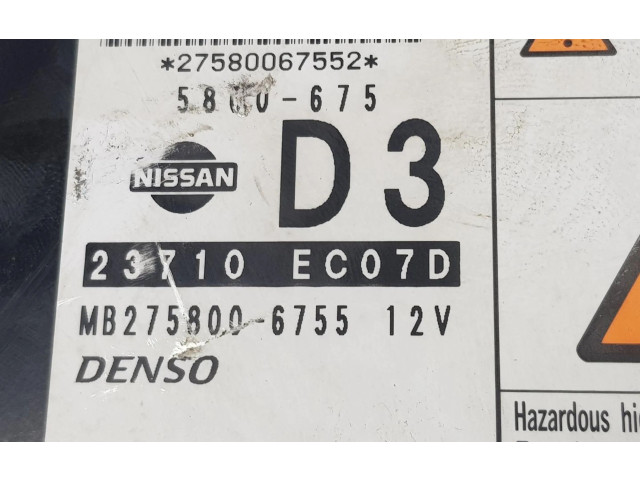 *27580067552*
5800-675
NISSAN
D3
23710 EC07D
MB275800-6755 12V
DENSO
Hazardous